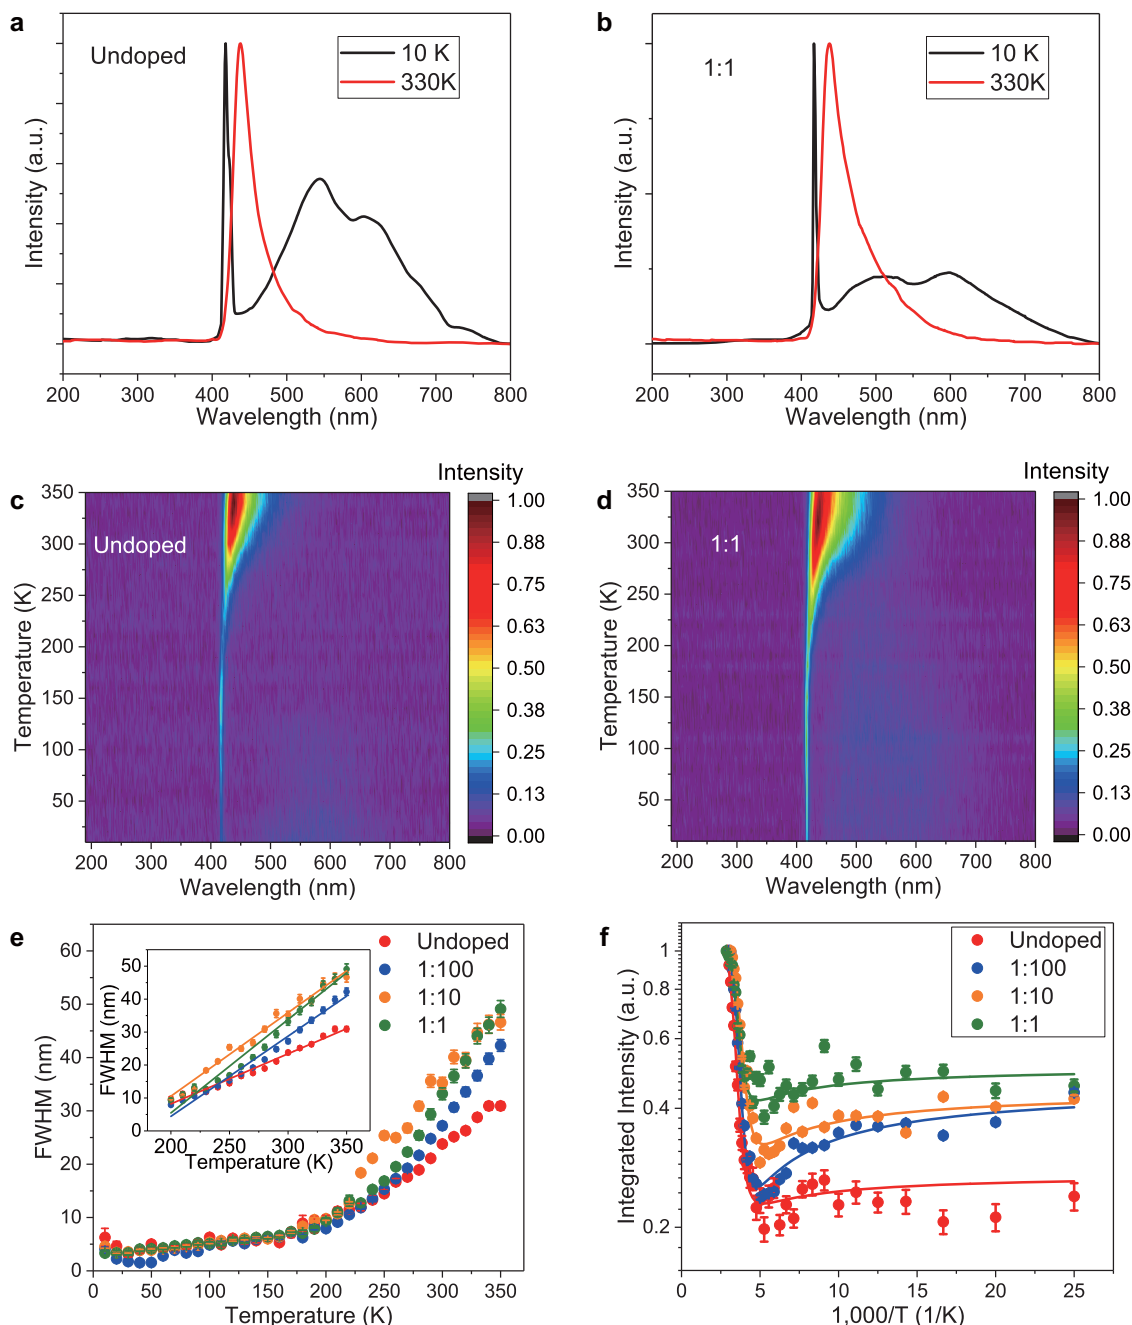 a
Undoped
10 K
330K
Intensity (a.u.)
200 300 400 500 600 700 800
Wavelength (nm)
b
1:1
10 K
330K
Intensity (a.u.)
200 300 400 500 600 700 800
Wavelength (nm)
c
Undoped
Intensity
1.00
0.88
0.75
0.63
0.50
0.38
0.25
0.13
0.00
350
300
250
200
150
100
50
Temperature (K)
200 300 400 500 600 700 800
Wavelength (nm)
d
1:1
Intensity
1.00
0.88
0.75
0.63
0.50
0.38
0.25
0.13
0.00
350
300
250
200
150
100
50
Temperature (K)
200 300 400 500 600 700 800
Wavelength (nm)
e
Undoped
1:100
1:10
1:1
60
50
40
30
20
10
0
FWHM (nm)
0 50 100 150 200 250 300 350
Temperature (K)
50
40
30
20
10
0
FWHM (nm)
200 250 300 350
Temperature (K)
f
Undoped
1:100
1:10
1:1
1
0.8
0.6
0.4
0.2
Integrated Intensity (a.u.)
0 5 10 15 20 25
1,000/T (1/K)